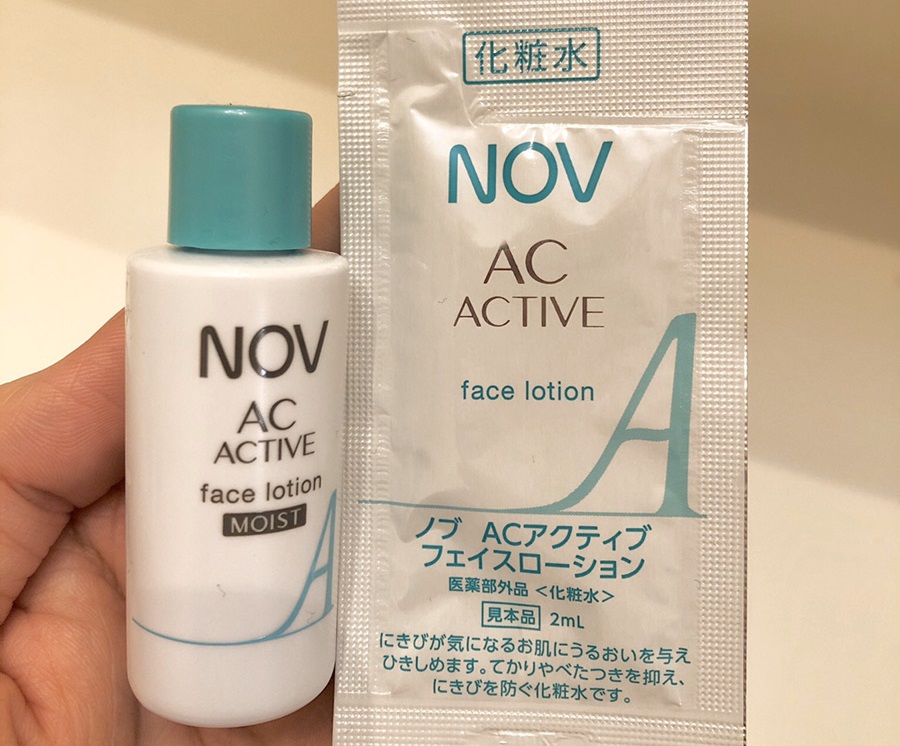 NOV
AC
ACTIVE
face lotion
MOIST
A
化粧水
NOV
AC
ACTIVE
face lotion
A
ノブ ACアクティブ
フェイスローション
医薬部外品 <化粧水>
見本品 2mL
にきびが気になるお肌にうるおいを与え
ひきしめます。てかりやべたつきを抑え、
にきびを防ぐ化粧水です。